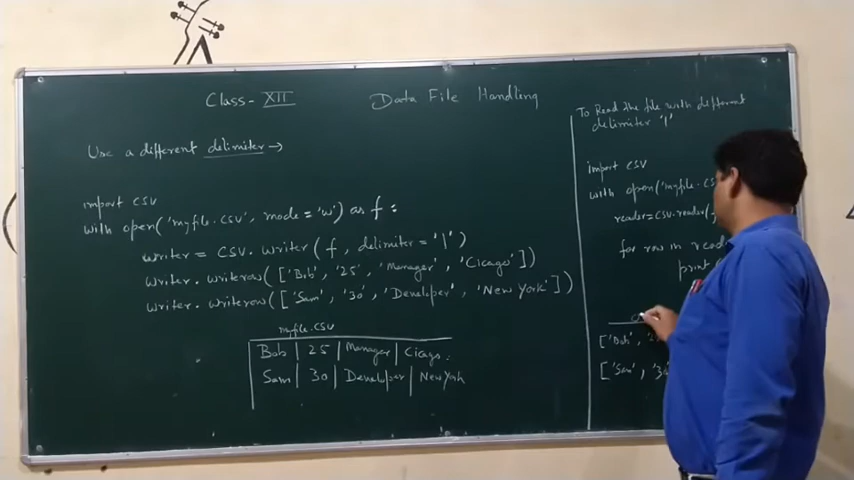 Class - XII Data File Handling
Use a different delimiter →
import csv
with open('myfile.csv', mode = 'w') as f :
writer = csv. writer (f, delimiter = '|')
writer. writerow (['Bob', '25', 'Manager', 'Cicago'])
writer. writerow (['Sam', '30', 'Developer', 'New York'])
myfile.csv
Bob | 25 | Manager | Cicago
Sam | 30 | Developer | New York
To Read the file with different
delimiter '|'
import csv
with open('myfile.cs
reader = csv.reader(
for row in read
print
['Bob',
['Sam', '30